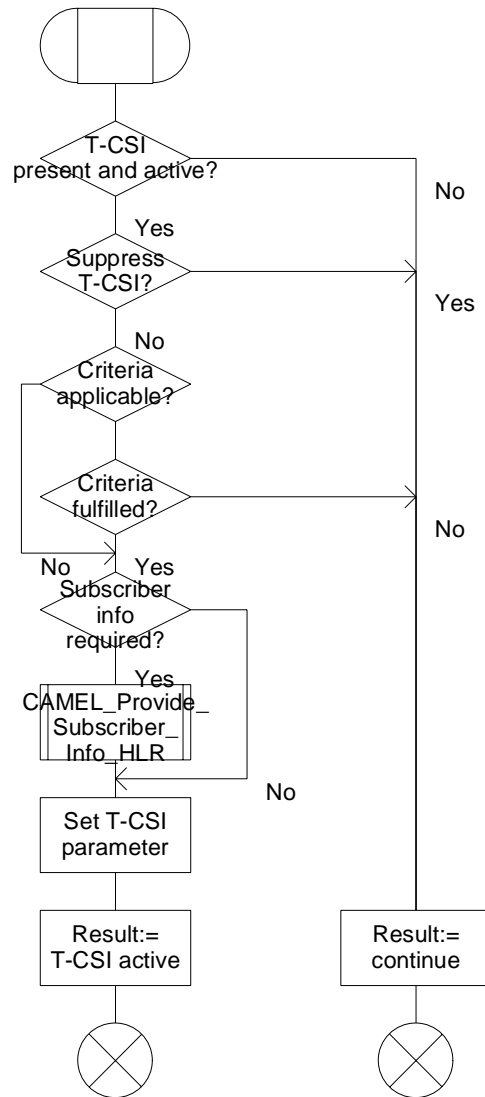 T-CSI
present and active?
No
Yes
Suppress
T-CSI?
Yes
No
Criteria
applicable?
Criteria
fulfilled?
No
No
Yes
Subscriber
info
required?
Yes
CAMEL_Provide_
Subscriber_
Info_HLR
No
Set T-CSI
parameter
Result:=
T-CSI active
Result:=
continue